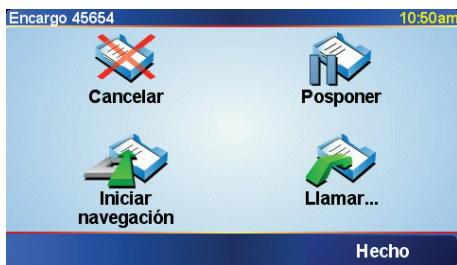 Encargo 45654
10:50am
Cancelar
Posponer
Iniciar
navegación
Llamar...
Hecho